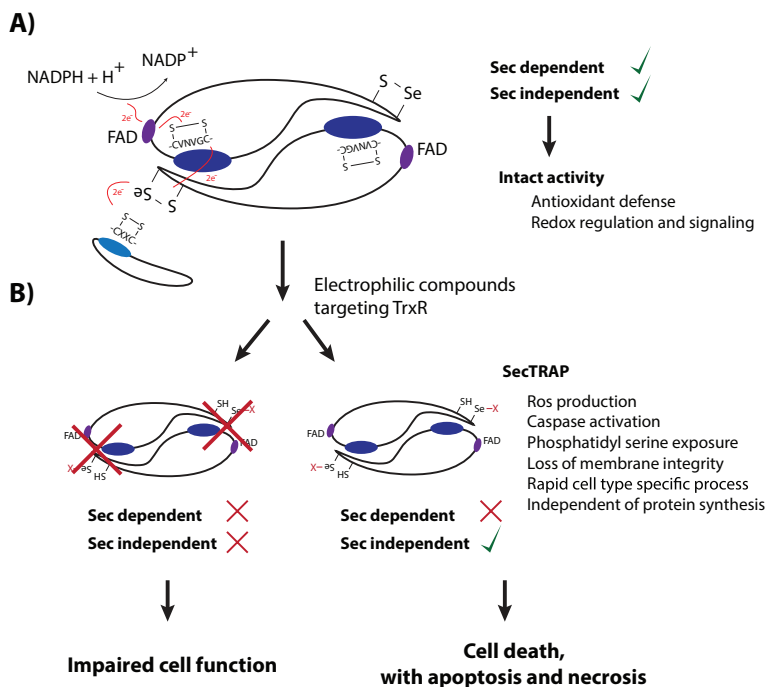 A)
NADPH + H+
NADP+
2e-
2e-
S
S
-CVNVGC-
FAD
2e-
Se
S
2e-
S
S
-CXXC-
S
Se
-CVNVGC-
S
S
FAD
Sec dependent
Sec independent
Intact activity
Antioxidant defense
Redox regulation and signaling
B)
Electrophilic compounds
targeting TrxR
SH
Se-X
FAD
FAD
X-Se
SH
Sec dependent
Sec independent
Impaired cell function
SH
Se-X
FAD
FAD
X-Se
SH
Sec dependent
Sec independent
SecTRAP
Ros production
Caspase activation
Phosphatidyl serine exposure
Loss of membrane integrity
Rapid cell type specific process
Independent of protein synthesis
Cell death,
with apoptosis and necrosis